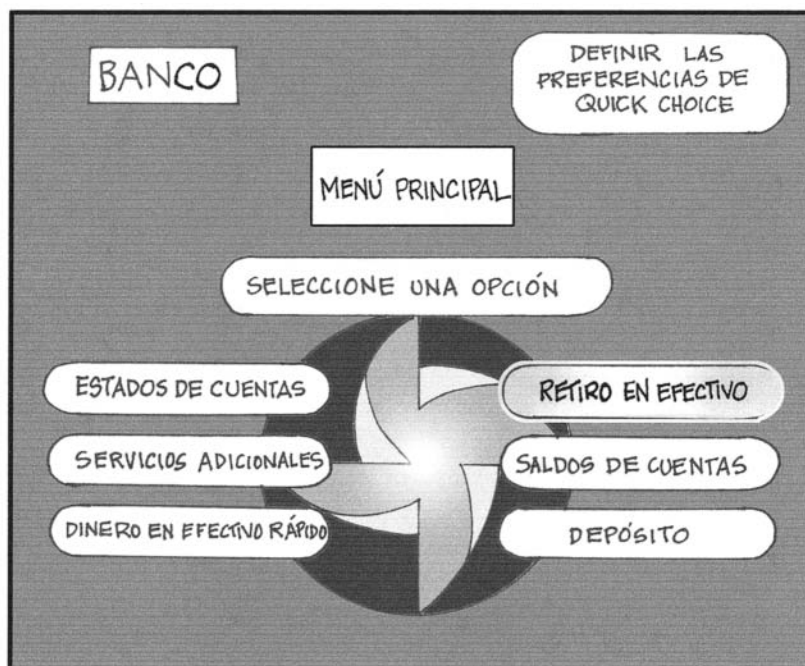 BANCO
DEFINIR LAS
PREFERENCIAS DE
QUICK CHOICE
MENÚ PRINCIPAL
SELECCIONE UNA OPCIÓN
ESTADOS DE CUENTAS
RETIRO EN EFECTIVO
SERVICIOS ADICIONALES
SALDOS DE CUENTAS
DINERO EN EFECTIVO RÁPIDO
DEPÓSITO